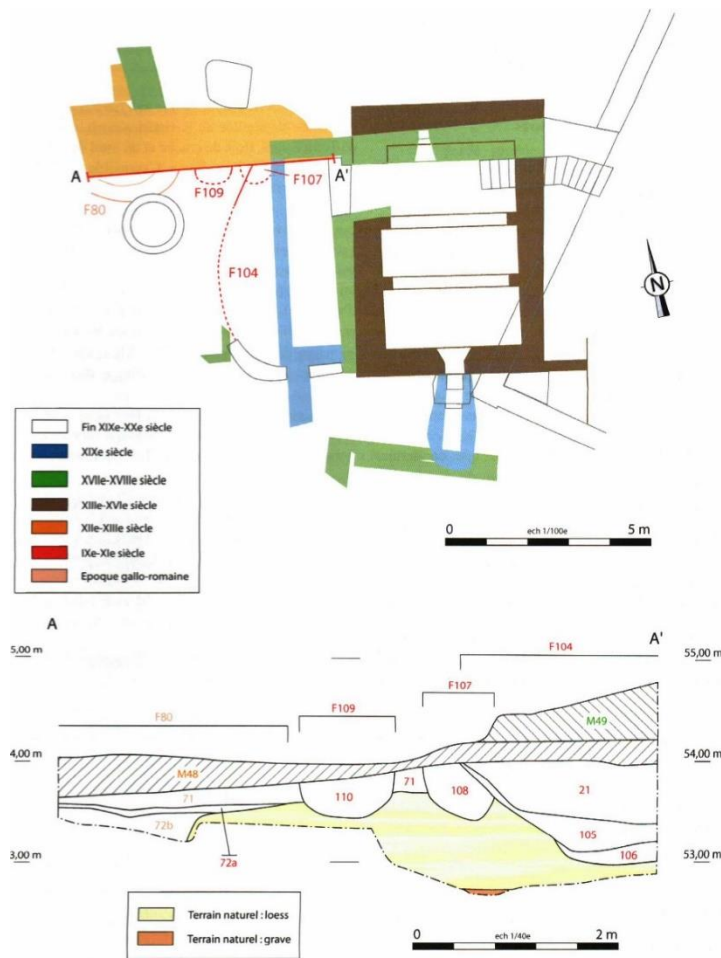 A
A'
F107
F109
F80
F104
N
Fin XIXe-XXe siècle
XIXe siècle
XVIIe-XVIIIe siècle
XIIIe-XVIe siècle
XIIe-XIIIe siècle
IXe-XIe siècle
Epoque gallo-romaine
0 ech 1/100e 5 m
A A'
5,00 m 55,00 m
F104
F107
F109
F80
M49
4,00 m 54,00 m
M48
71
71
110
108
21
72b
105
106
72a
3,00 m 53,00 m
Terrain naturel : loess
Terrain naturel : grave
0 ech 1/40e 2 m